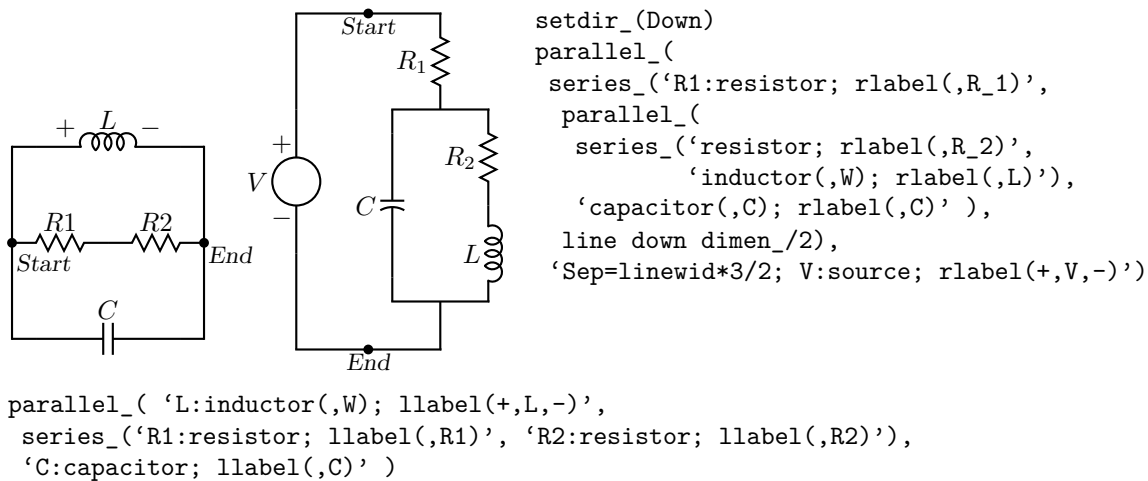 + L −
R1 R2
Start End
C
Start
R1
+
V
−
R2
C
L
End
setdir_(Down)
parallel_(
series_(‘R1:resistor; rlabel(,R_1)’,
parallel_(
series_(‘resistor; rlabel(,R_2)’,
‘inductor(,W); rlabel(,L)’),
‘capacitor(,C); rlabel(,C)’ ),
line down dimen_/2),
‘Sep=linewid*3/2; V:source; rlabel(+,V,-)’)
parallel_( ‘L:inductor(,W); llabel(+,L,-)’,
series_(‘R1:resistor; llabel(,R1)’, ‘R2:resistor; llabel(,R2)’),
‘C:capacitor; llabel(,C)’ )